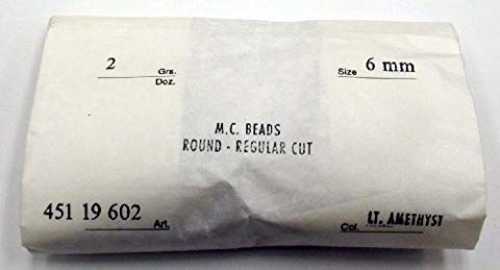 2 Grs. Size 6 mm
Doz.
M.C. BEADS
ROUND - REGULAR CUT
451 19 602 Art. Col. LT. AMETHYST